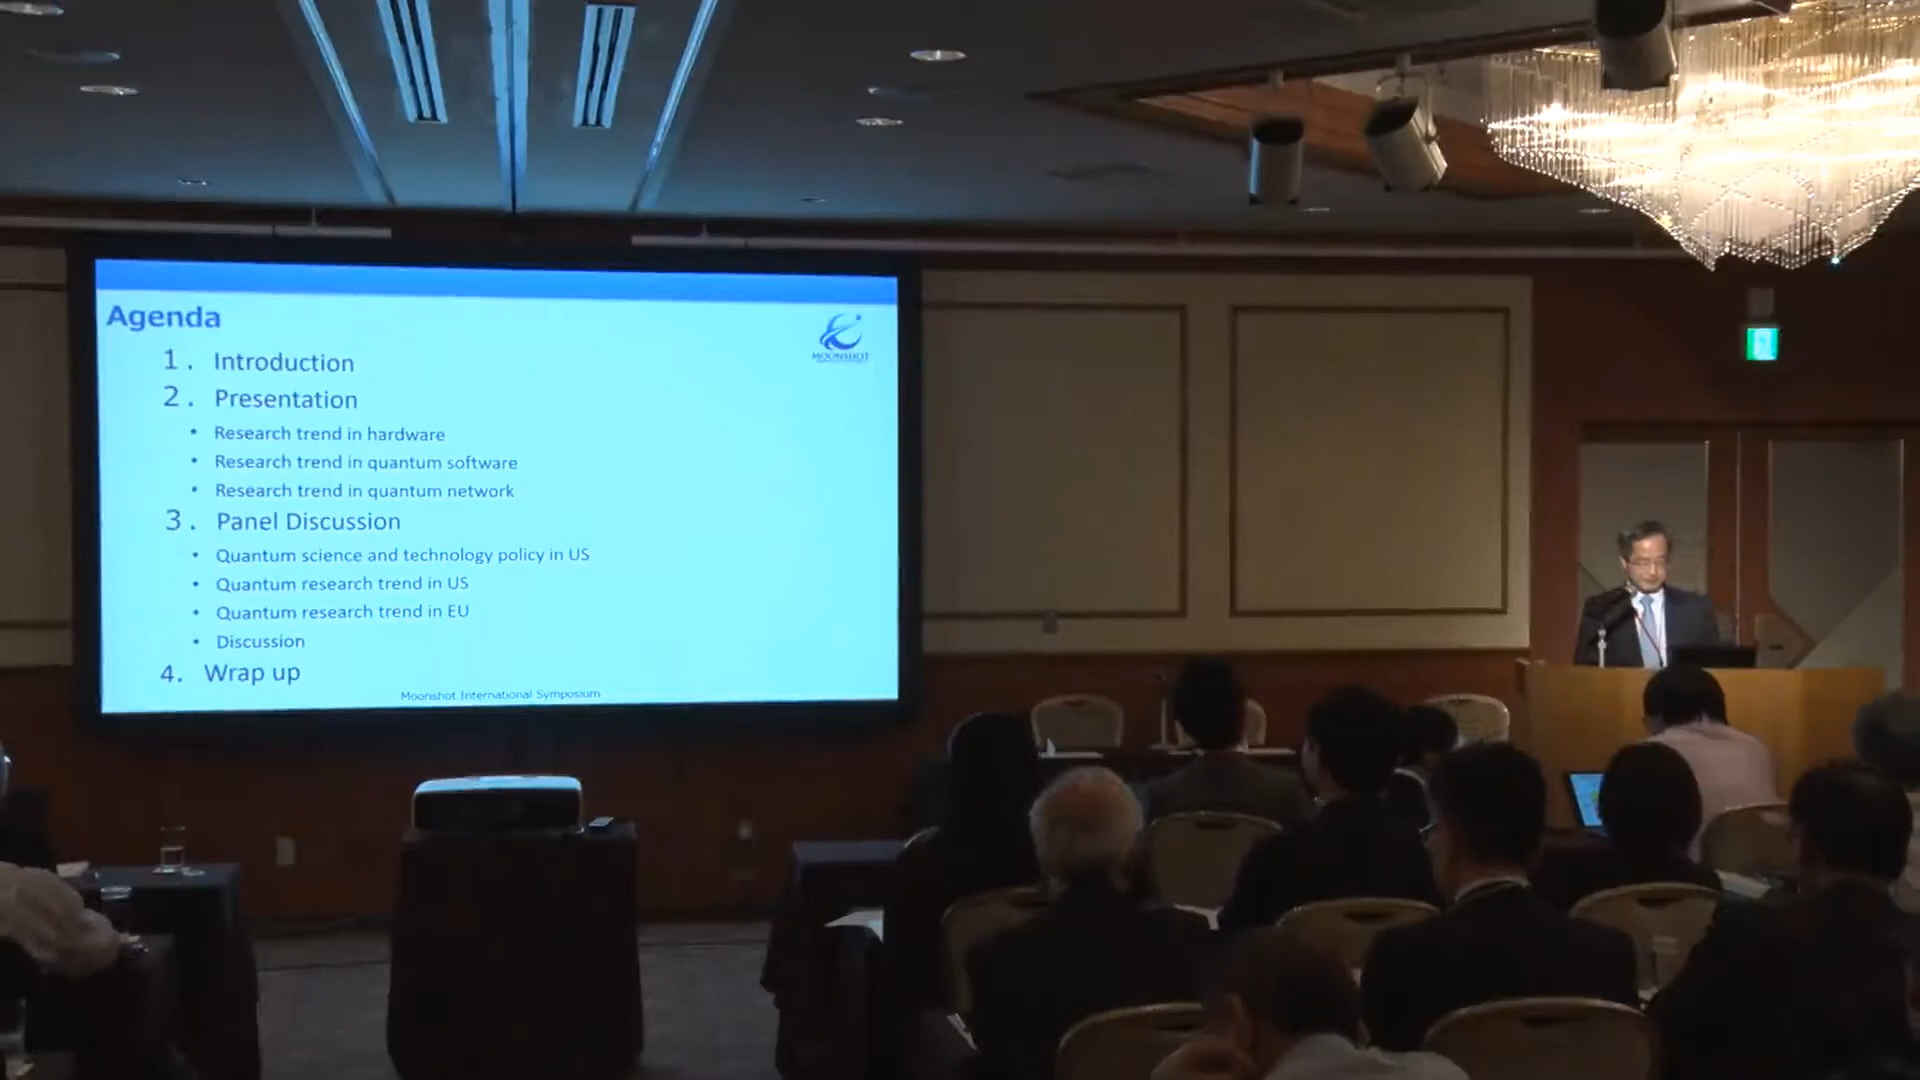 Agenda
MOONSHOT
1. Introduction
2. Presentation
• Research trend in hardware
• Research trend in quantum software
• Research trend in quantum network
3. Panel Discussion
• Quantum science and technology policy in US
• Quantum research trend in US
• Quantum research trend in EU
• Discussion
4. Wrap up
Moonshot International Symposium